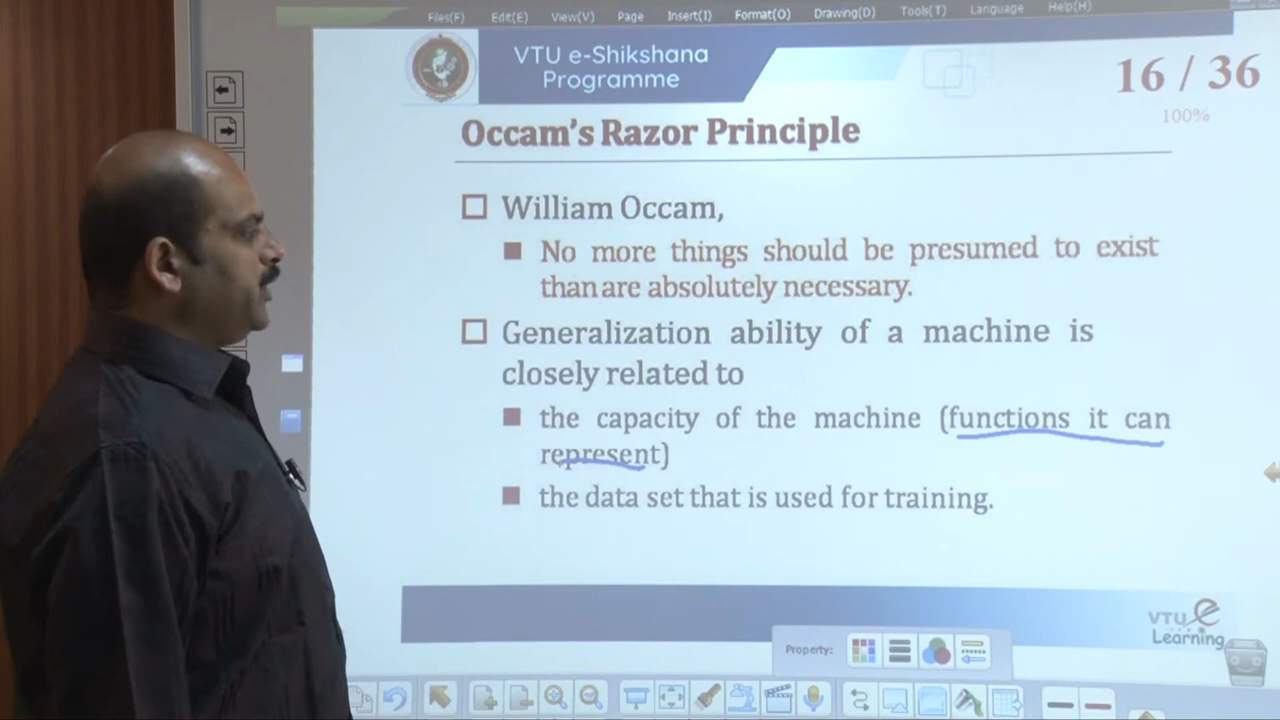 Files(F) Edit(E) View(V) Page Insert(I) Format(O) Drawing(D) Tools(T) Language Help(H)
VTU e-Shikshana
Programme
16 / 36
100%
Occam's Razor Principle
William Occam,
No more things should be presumed to exist
than are absolutely necessary.
Generalization ability of a machine is
closely related to
the capacity of the machine (functions it can
represent)
the data set that is used for training.
VTU e
Learning
Property: